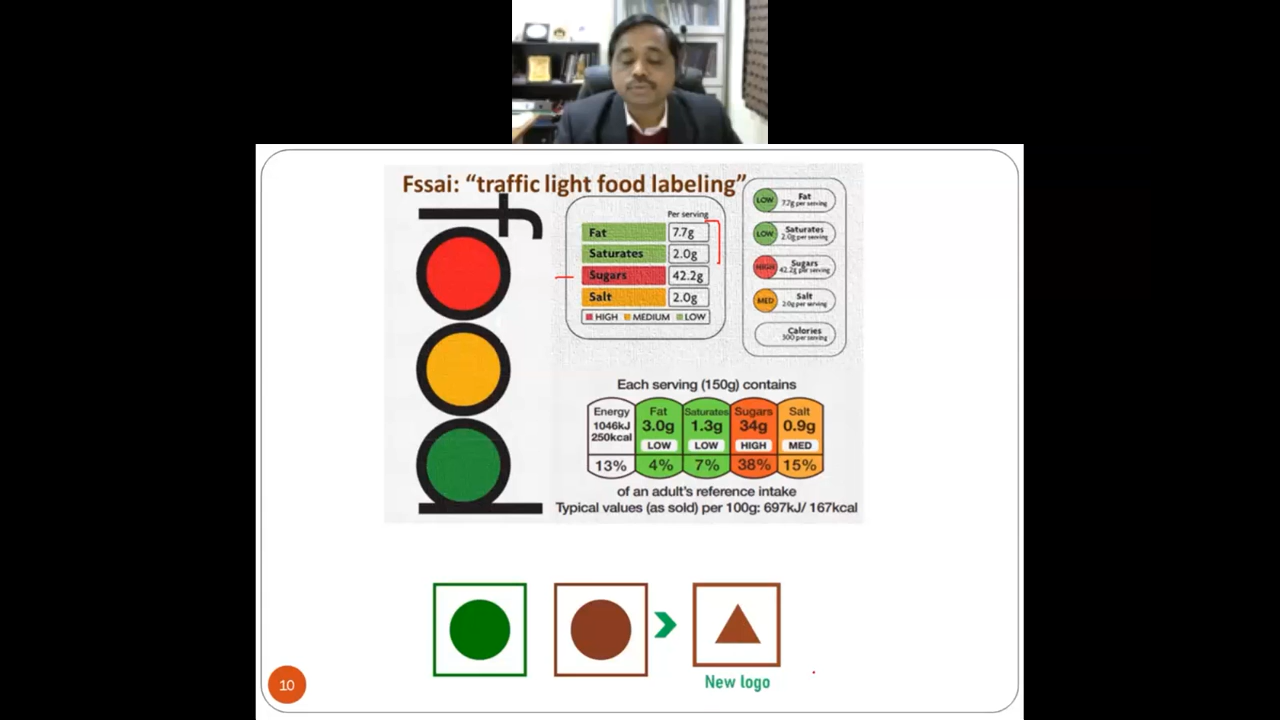 Fssai: “traffic light food labeling”
food
Per serving
Fat 7.7g
Saturates 2.0g
Sugars 42.2g
Salt 2.0g
HIGH MEDIUM LOW
LOW Fat
7.7g per serving
LOW Saturates
2.0g per serving
HIGH Sugars
42.2g per serving
MED Salt
2.0g per serving
Calories
300 per serving
Each serving (150g) contains
Energy Fat Saturates Sugars Salt
1046kJ 3.0g 1.3g 34g 0.9g
250kcal LOW LOW HIGH MED
13% 4% 7% 38% 15%
of an adult's reference intake
Typical values (as sold) per 100g: 697kJ/ 167kcal
New logo
10